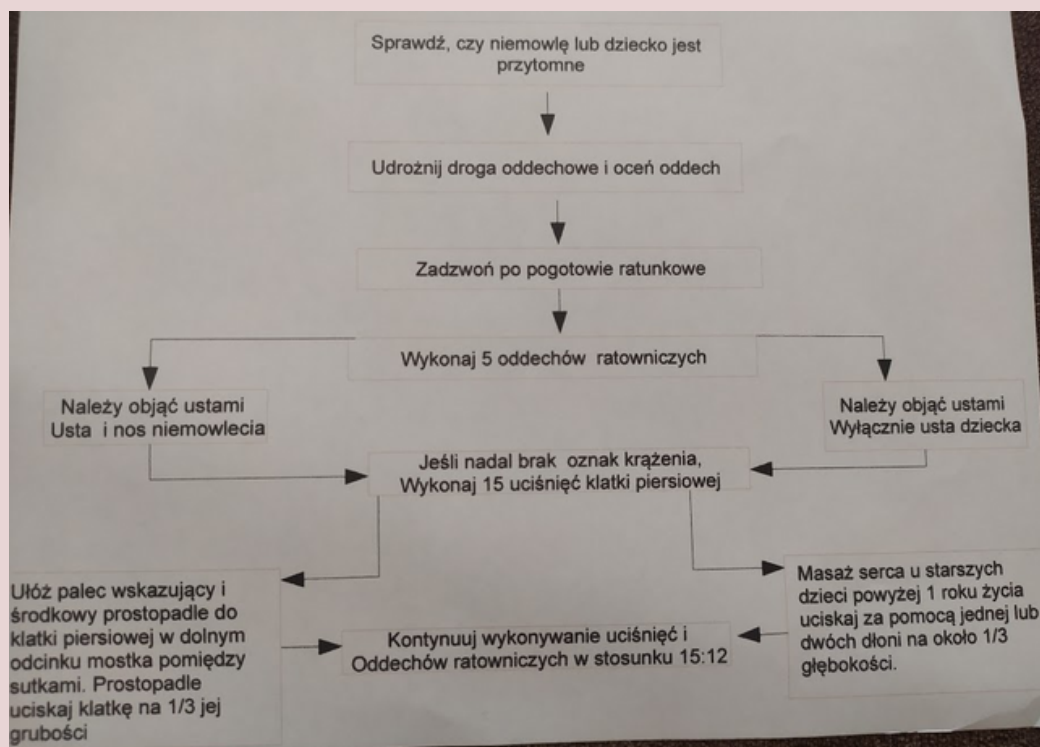 Sprawdź, czy niemowlę lub dziecko jest
przytomne
Udrożnij droga oddechowe i oceń oddech
Zadzwoń po pogotowie ratunkowe
Wykonaj 5 oddechów ratowniczych
Należy objąć ustami
Usta i nos niemowlecia
Należy objąć ustami
Wyłącznie usta dziecka
Jeśli nadal brak oznak krążenia,
Wykonaj 15 uciśnięć klatki piersiowej
Ułóż palec wskazujący i
środkowy prostopadle do
klatki piersiowej w dolnym
odcinku mostka pomiędzy
sutkami. Prostopadle
uciskaj klatkę na 1/3 jej
grubości
Masaż serca u starszych
dzieci powyżej 1 roku życia
uciskaj za pomocą jednej lub
dwóch dłoni na około 1/3
głębokości.
Kontynuuj wykonywanie uciśnięć i
Oddechów ratowniczych w stosunku 15:12